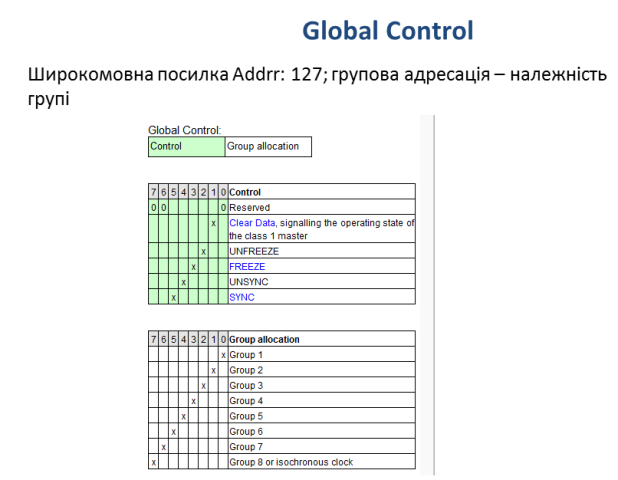 Global Control
Широкомовна посилка Addrr: 127; групова адресація – належність
групі
Global Control:
Control Group allocation
7 6 5 4 3 2 1 0 Control
0 0 0 Reserved
x Clear Data, signalling the operating state of
the class 1 master
x UNFREEZE
x FREEZE
x UNSYNC
x SYNC
7 6 5 4 3 2 1 0 Group allocation
x Group 1
x Group 2
x Group 3
x Group 4
x Group 5
x Group 6
x Group 7
x Group 8 or isochronous clock